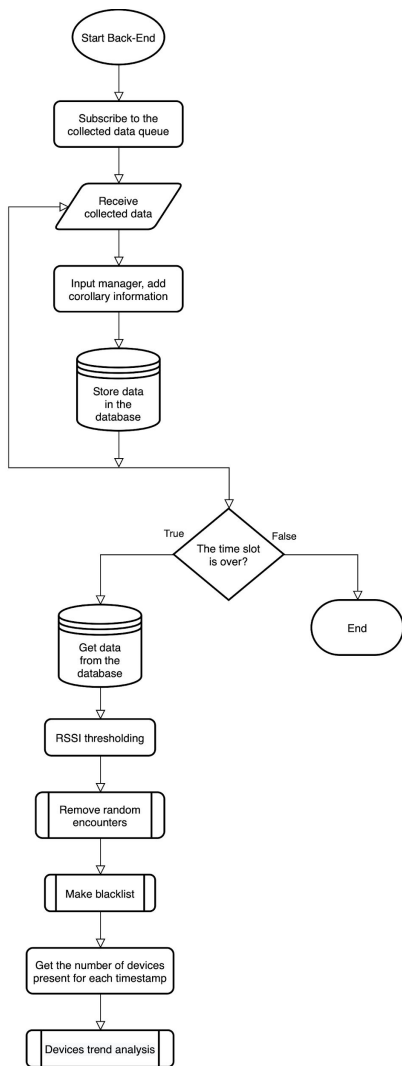 Start Back-End
Subscribe to the
collected data queue
Receive
collected data
Input manager, add
corollary information
Store data
in the
database
True
False
The time slot
is over?
Get data
from the
database
End
RSSI thresholding
Remove random
encounters
Make blacklist
Get the number of devices
present for each timestamp
Devices trend analysis